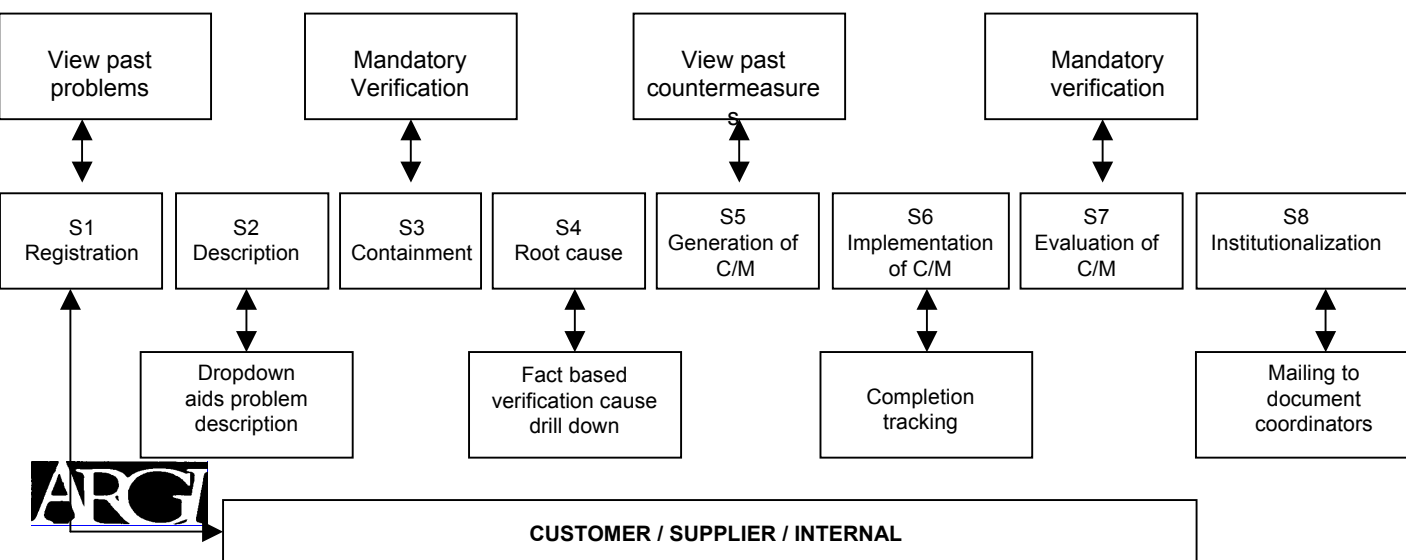 View past
problems
Mandatory
Verification
View past
countermeasure
s
Mandatory
verification
S1
Registration
S2
Description
S3
Containment
S4
Root cause
S5
Generation of
C/M
S6
Implementation
of C/M
S7
Evaluation of
C/M
S8
Institutionalization
Dropdown
aids problem
description
Fact based
verification cause
drill down
Completion
tracking
Mailing to
document
coordinators
ARGI
CUSTOMER / SUPPLIER / INTERNAL